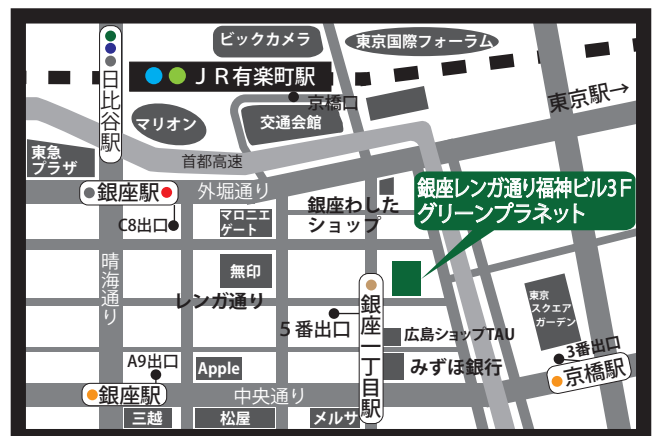 ビックカメラ
東京国際フォーラム
JR有楽町駅
京橋口
東京駅→
日比谷駅
マリオン
交通会館
東急
プラザ
首都高速
銀座駅
外堀通り
銀座わした
ショップ
銀座レンガ通り福神ビル3F
グリーンプラネット
C8出口
マロニエ
ゲート
晴海通り
無印
レンガ通り
5番出口
銀座一丁目駅
東京
スクエア
ガーデン
広島ショップTAU
3番出口
A9出口
Apple
みずほ銀行
京橋駅
銀座駅
中央通り
三越
松屋
メルサ